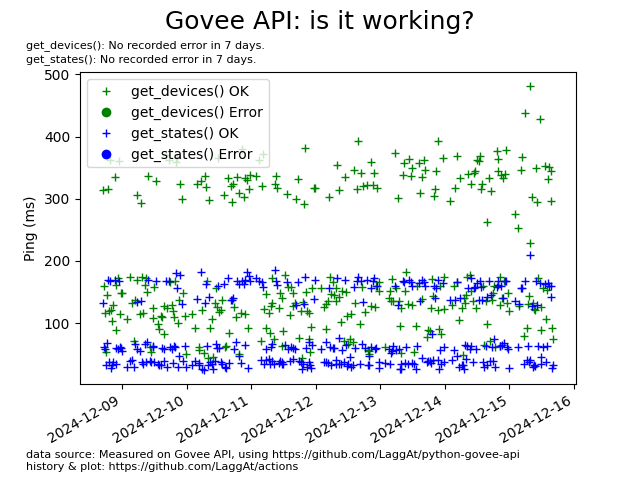 Govee API: is it working?
get_devices(): No recorded error in 7 days.
get_states(): No recorded error in 7 days.
500
400
300
200
100
Ping (ms)
get_devices() OK
get_devices() Error
get_states() OK
get_states() Error
2024-12-09
2024-12-10
2024-12-11
2024-12-12
2024-12-13
2024-12-14
2024-12-15
2024-12-16
data source: Measured on Govee API, using https://github.com/LaggAt/python-govee-api
history & plot: https://github.com/LaggAt/actions